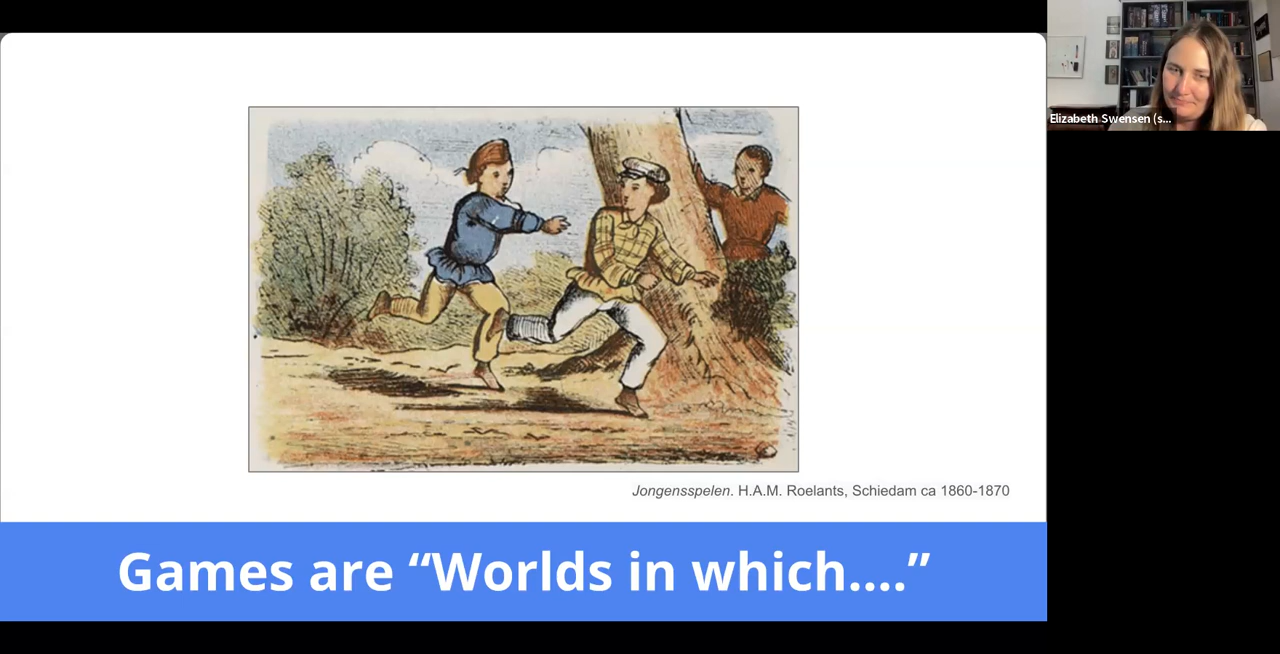 Elizabeth Swensen (s...
Jongensspelen. H.A.M. Roelants, Schiedam ca 1860-1870
Games are “Worlds in which....”